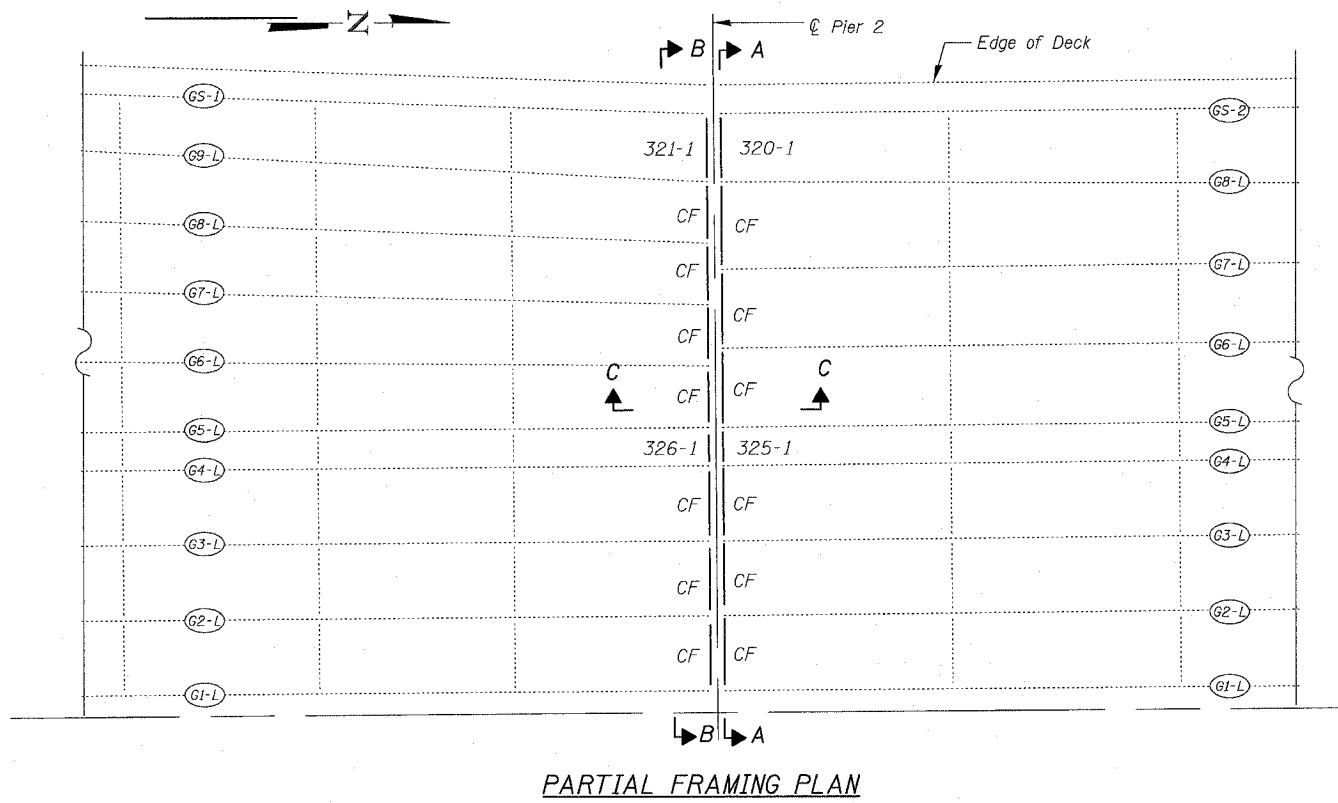 N
℄ Pier 2
B A
Edge of Deck
GS-1
GS-2
321-1 320-1
G9-L
G8-L
CF CF
G8-L
CF
G7-L
G7-L
CF CF
G6-L
G6-L
C C
CF CF
G5-L
G5-L
326-1 325-1
G4-L
G4-L
CF CF
G3-L
G3-L
CF CF
G2-L
G2-L
CF CF
G1-L
G1-L
B A
PARTIAL FRAMING PLAN